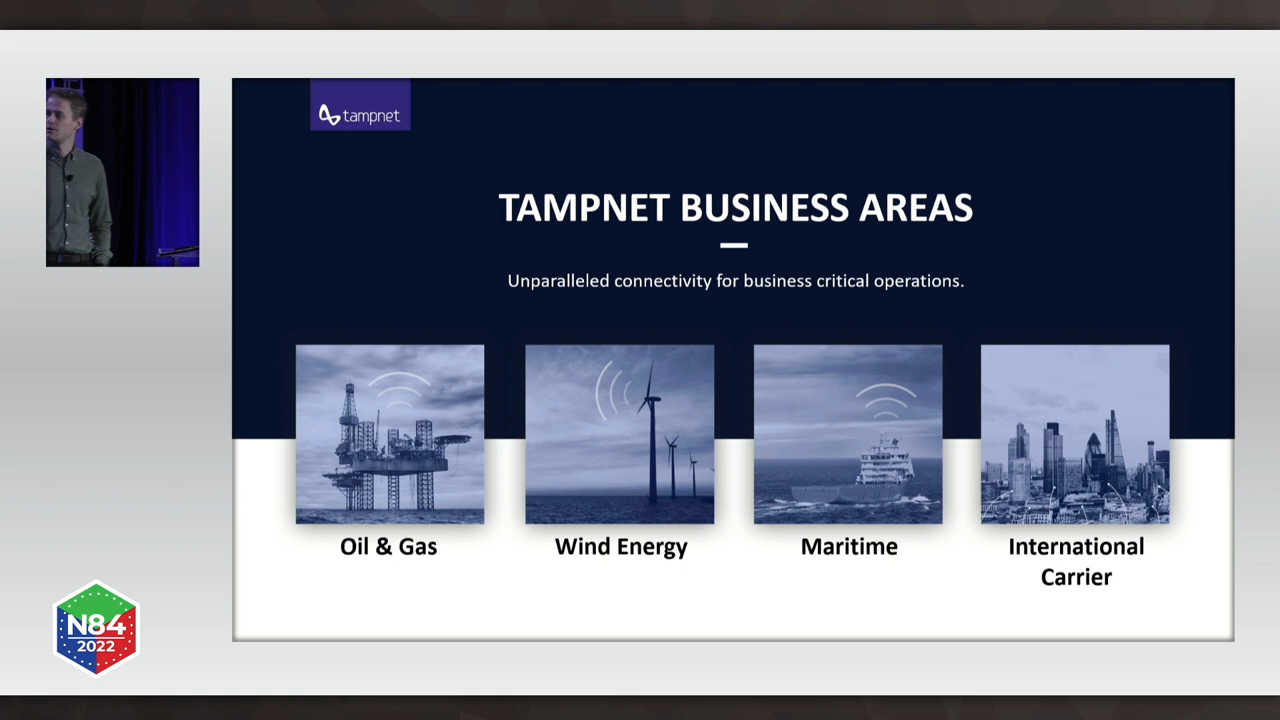 tampnet
TAMPNET BUSINESS AREAS
Unparalleled connectivity for business critical operations.
Oil & Gas
Wind Energy
Maritime
International
Carrier
N84
2022